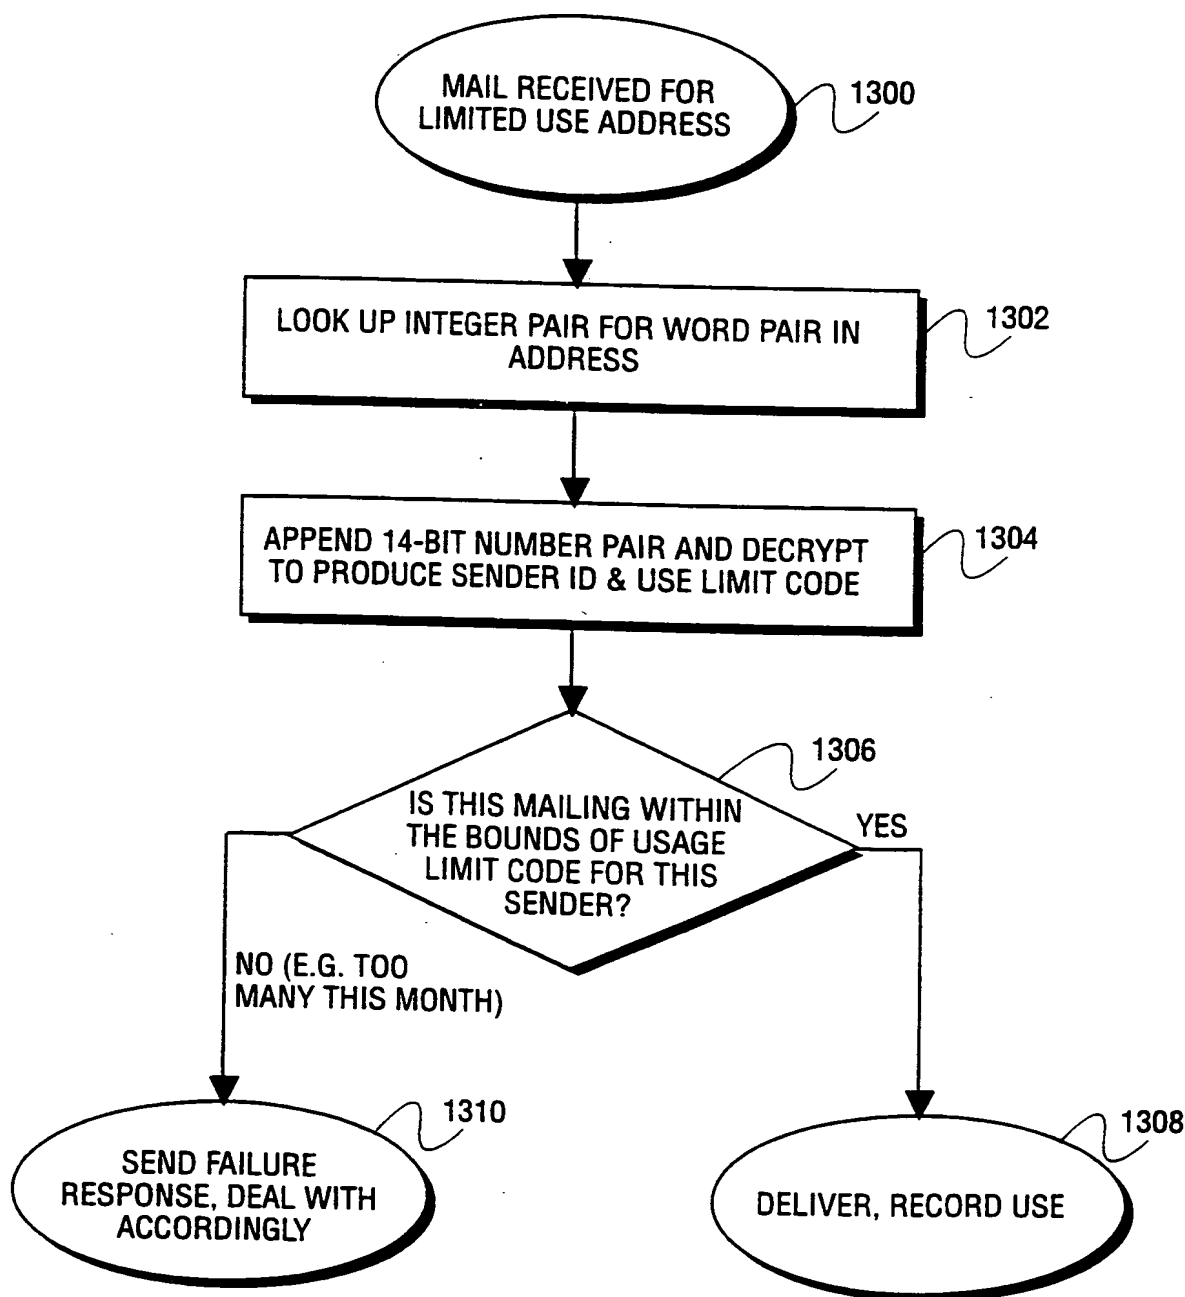 MAIL RECEIVED FOR
LIMITED USE ADDRESS
1300
LOOK UP INTEGER PAIR FOR WORD PAIR IN
ADDRESS
1302
APPEND 14-BIT NUMBER PAIR AND DECRYPT
TO PRODUCE SENDER ID & USE LIMIT CODE
1304
IS THIS MAILING WITHIN
THE BOUNDS OF USAGE
LIMIT CODE FOR THIS
SENDER?
1306
YES
NO (E.G. TOO
MANY THIS MONTH)
SEND FAILURE
RESPONSE, DEAL WITH
ACCORDINGLY
1310
DELIVER, RECORD USE
1308